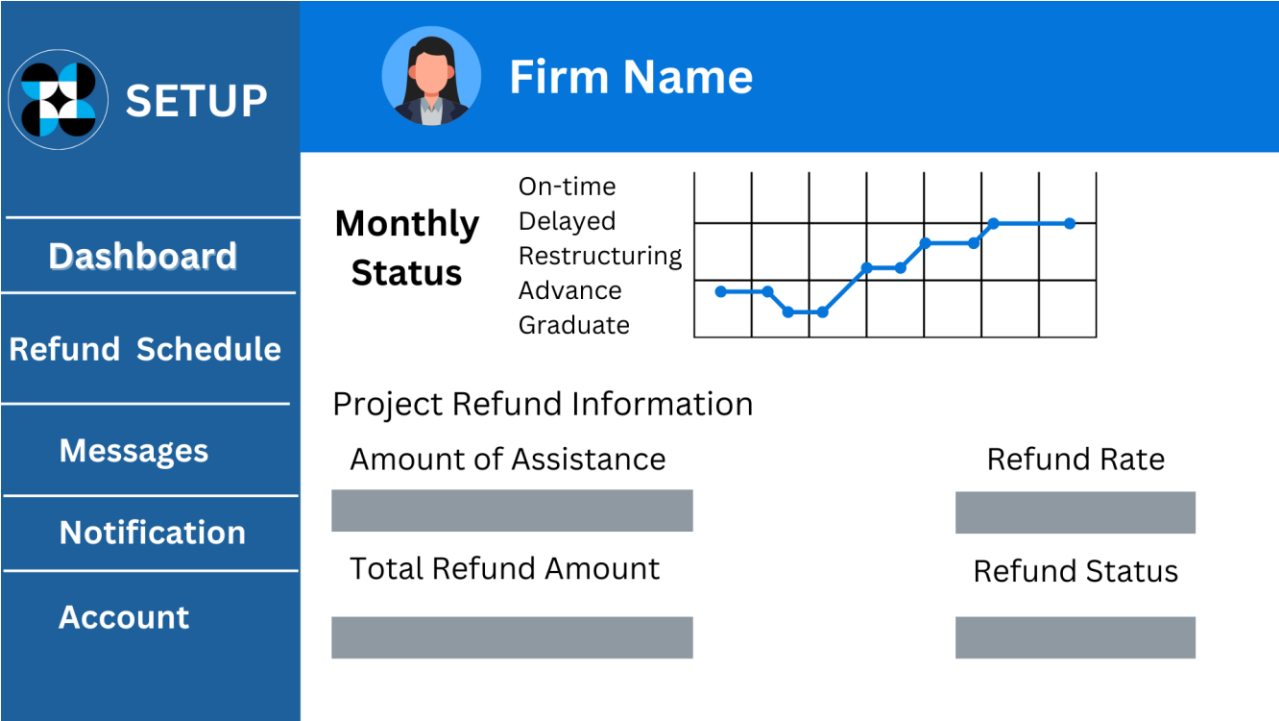 SETUP
Dashboard
Refund Schedule
Messages
Notification
Account
Firm Name
Monthly
Status
On-time
Delayed
Restructuring
Advance
Graduate
Project Refund Information
Amount of Assistance
Refund Rate
Total Refund Amount
Refund Status